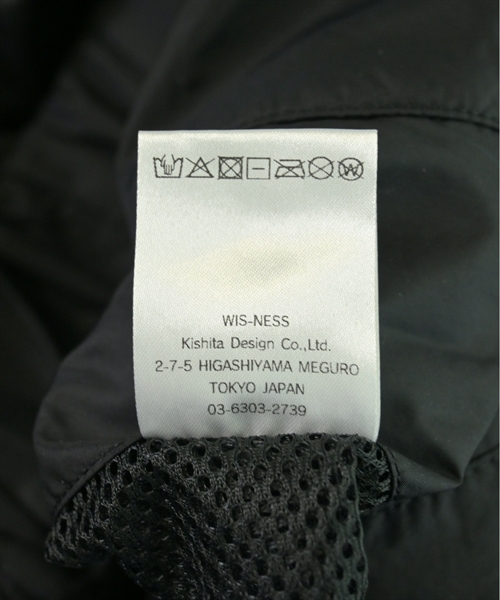 WIS-NESS
Kishita Design Co.,Ltd.
2-7-5 HIGASHIYAMA MEGURO
TOKYO JAPAN
03-6303-2739